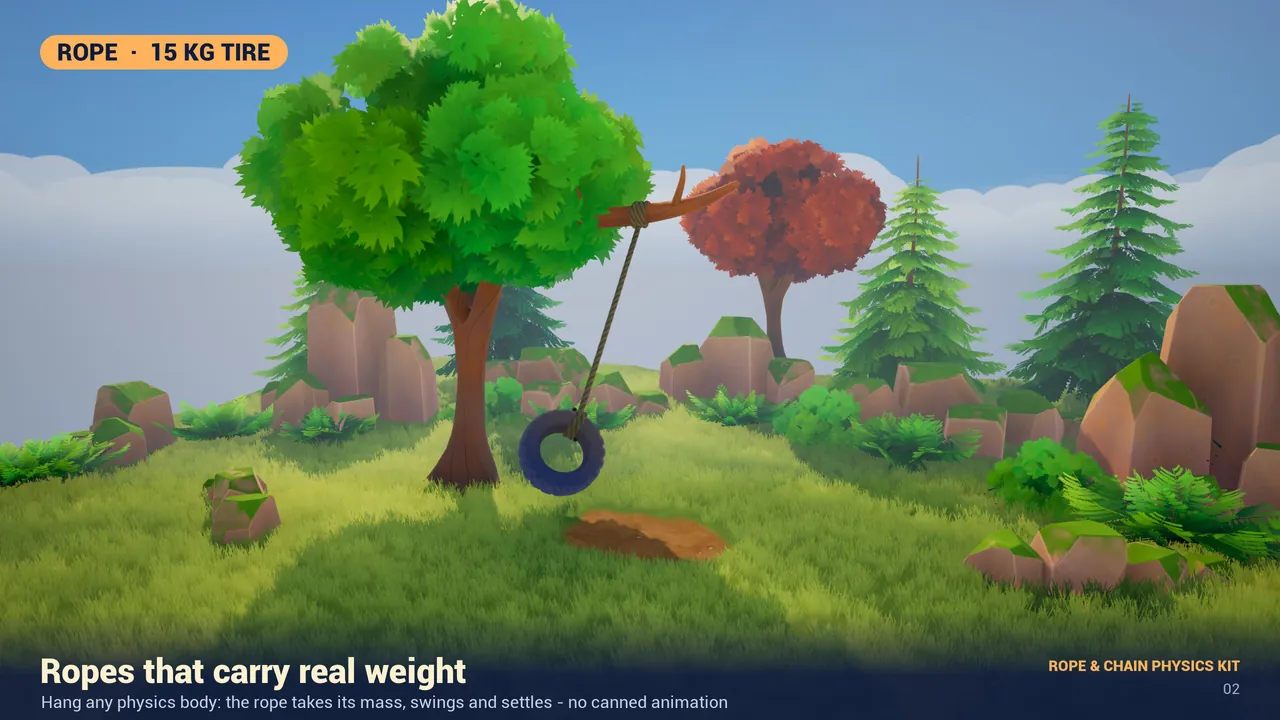 ROPE · 15 KG TIRE
Ropes that carry real weight
Hang any physics body: the rope takes its mass, swings and settles - no canned animation
ROPE & CHAIN PHYSICS KIT
02